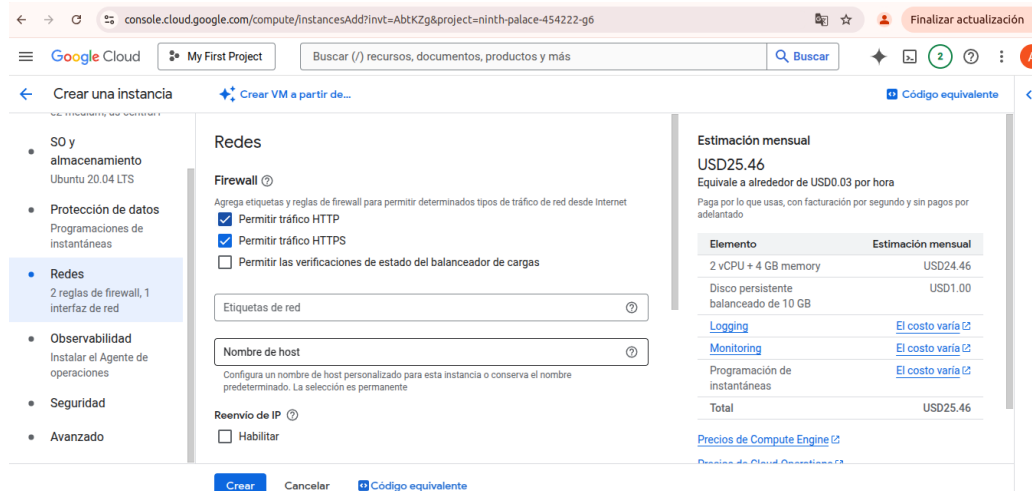 console.cloud.google.com/compute/instancesAdd?invt=AbtKZg&project=ninth-palace-454222-g6
Finalizar actualización
Google Cloud
My First Project
Buscar (/) recursos, documentos, productos y más
Buscar
2
Crear una instancia
Crear VM a partir de...
Código equivalente
SO y
almacenamiento
Ubuntu 20.04 LTS
Protección de datos
Programaciones de
instantáneas
Redes
2 reglas de firewall, 1
interfaz de red
Observabilidad
Instalar el Agente de
operaciones
Seguridad
Avanzado
Redes
Firewall
Agrega etiquetas y reglas de firewall para permitir determinados tipos de tráfico de red desde Internet
Permitir tráfico HTTP
Permitir tráfico HTTPS
Permitir las verificaciones de estado del balanceador de cargas
Etiquetas de red
Nombre de host
Configura un nombre de host personalizado para esta instancia o conserva el nombre
predeterminado. La selección es permanente
Reenvío de IP
Habilitar
Crear
Cancelar
Código equivalente
Estimación mensual
USD25.46
Equivale a alrededor de USD0.03 por hora
Paga por lo que usas, con facturación por segundo y sin pagos por
adelantado
Elemento Estimación mensual
2 vCPU + 4 GB memory USD24.46
Disco persistente USD1.00
balanceado de 10 GB
Logging El costo varía
Monitoring El costo varía
Programación de El costo varía
instantáneas
Total USD25.46
Precios de Compute Engine